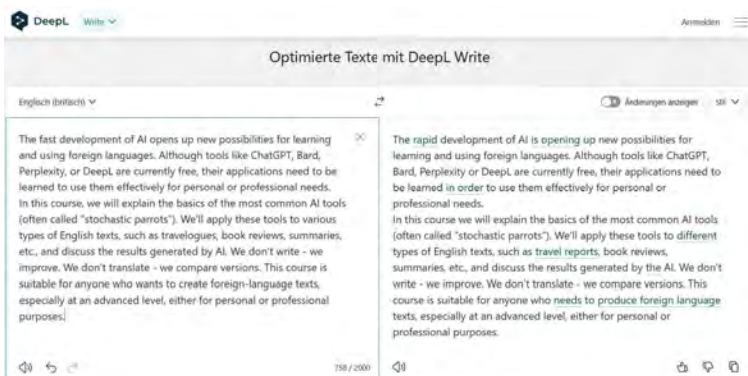 DeepL Write
Anmelden
Optimierte Texte mit DeepL Write
Englisch (britisch)
Änderungen anzeigen Stil
The fast development of AI opens up new possibilities for learning
and using foreign languages. Although tools like ChatGPT, Bard,
Perplexity, or DeepL are currently free, their applications need to be
learned to use them effectively for personal or professional needs.
In this course, we will explain the basics of the most common AI tools
(often called "stochastic parrots"). We'll apply these tools to various
types of English texts, such as travelogues, book reviews, summaries,
etc., and discuss the results generated by AI. We don't write - we
improve. We don't translate - we compare versions. This course is
suitable for anyone who wants to create foreign-language texts,
especially at an advanced level, either for personal or professional
purposes.
758 / 2000
The rapid development of AI is opening up new possibilities for
learning and using foreign languages. Although tools like ChatGPT,
Bard, Perplexity or DeepL are currently free, their applications need to
be learned in order to use them effectively for personal or
professional needs.
In this course we will explain the basics of the most common AI tools
(often called "stochastic parrots"). We'll apply these tools to different
types of English texts, such as travel reports, book reviews,
summaries, etc., and discuss the results generated by the AI. We don't
write - we improve. We don't translate - we compare versions. This
course is suitable for anyone who needs to produce foreign language
texts, especially at an advanced level, either for personal or
professional purposes.